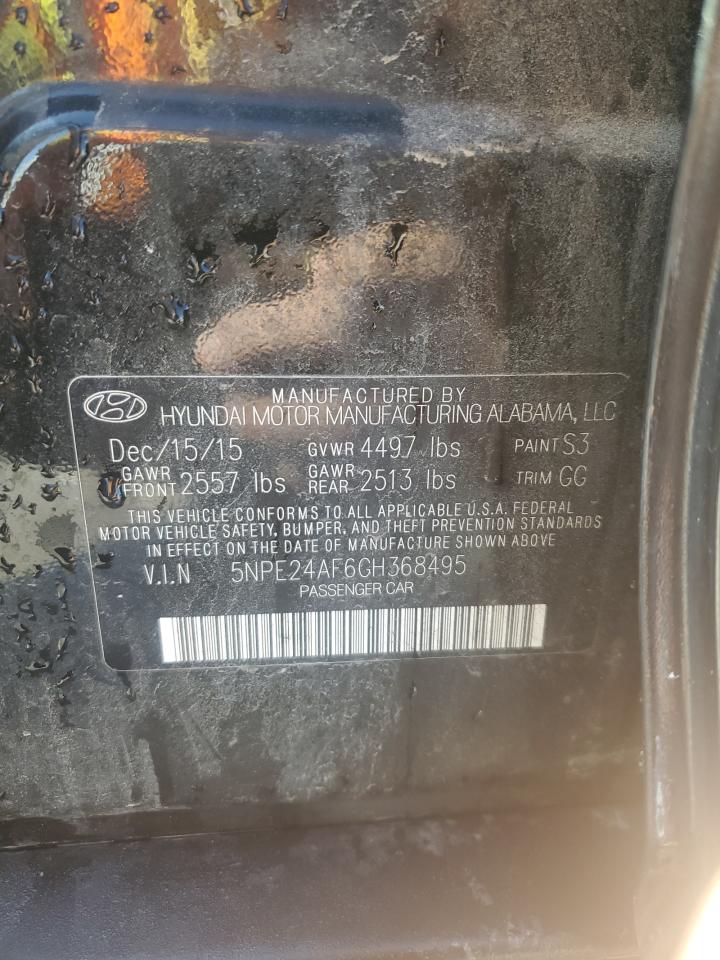 MANUFACTURED BY
HYUNDAI MOTOR MANUFACTURING ALABAMA, LLC
Dec/15/15 GVWR 4497 lbs PAINT S3
GAWR FRONT 2557 lbs GAWR REAR 2513 lbs TRIM GG
THIS VEHICLE CONFORMS TO ALL APPLICABLE U.S.A. FEDERAL
MOTOR VEHICLE SAFETY, BUMPER, AND THEFT PREVENTION STANDARDS
IN EFFECT ON THE DATE OF MANUFACTURE SHOWN ABOVE
V.I.N 5NPE24AF6GH368495
PASSENGER CAR